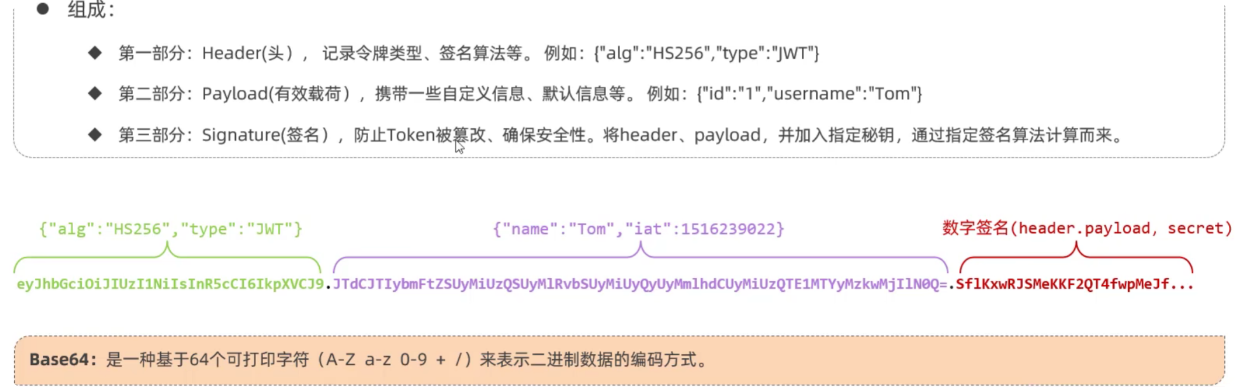 ● 组成：
◆ 第一部分：Header(头）， 记录令牌类型、签名算法等。 例如：{"alg":"HS256","type":"JWT"}
◆ 第二部分：Payload(有效载荷），携带一些自定义信息、默认信息等。 例如：{"id":"1","username":"Tom"}
◆ 第三部分：Signature(签名），防止Token被篡改、确保安全性。将header、payload，并加入指定秘钥，通过指定签名算法计算而来。
{"alg":"HS256","type":"JWT"} {"name":"Tom","iat":1516239022} 数字签名(header.payload, secret)
eyJhbGciOiJIUzI1NiIsInR5cCI6IkpXVCJ9.JTdCJTIybmFtZSUyMiUzQSUyMlRvbSUyMiUyQyUyMmlhdCUyMiUzQTE1MTYyMzkwMjIlN0Q=.SflKxwRJSMeKKF2QT4fwpMeJf...
Base64：是一种基于64个可打印字符（A-Z a-z 0-9 + /）来表示二进制数据的编码方式。